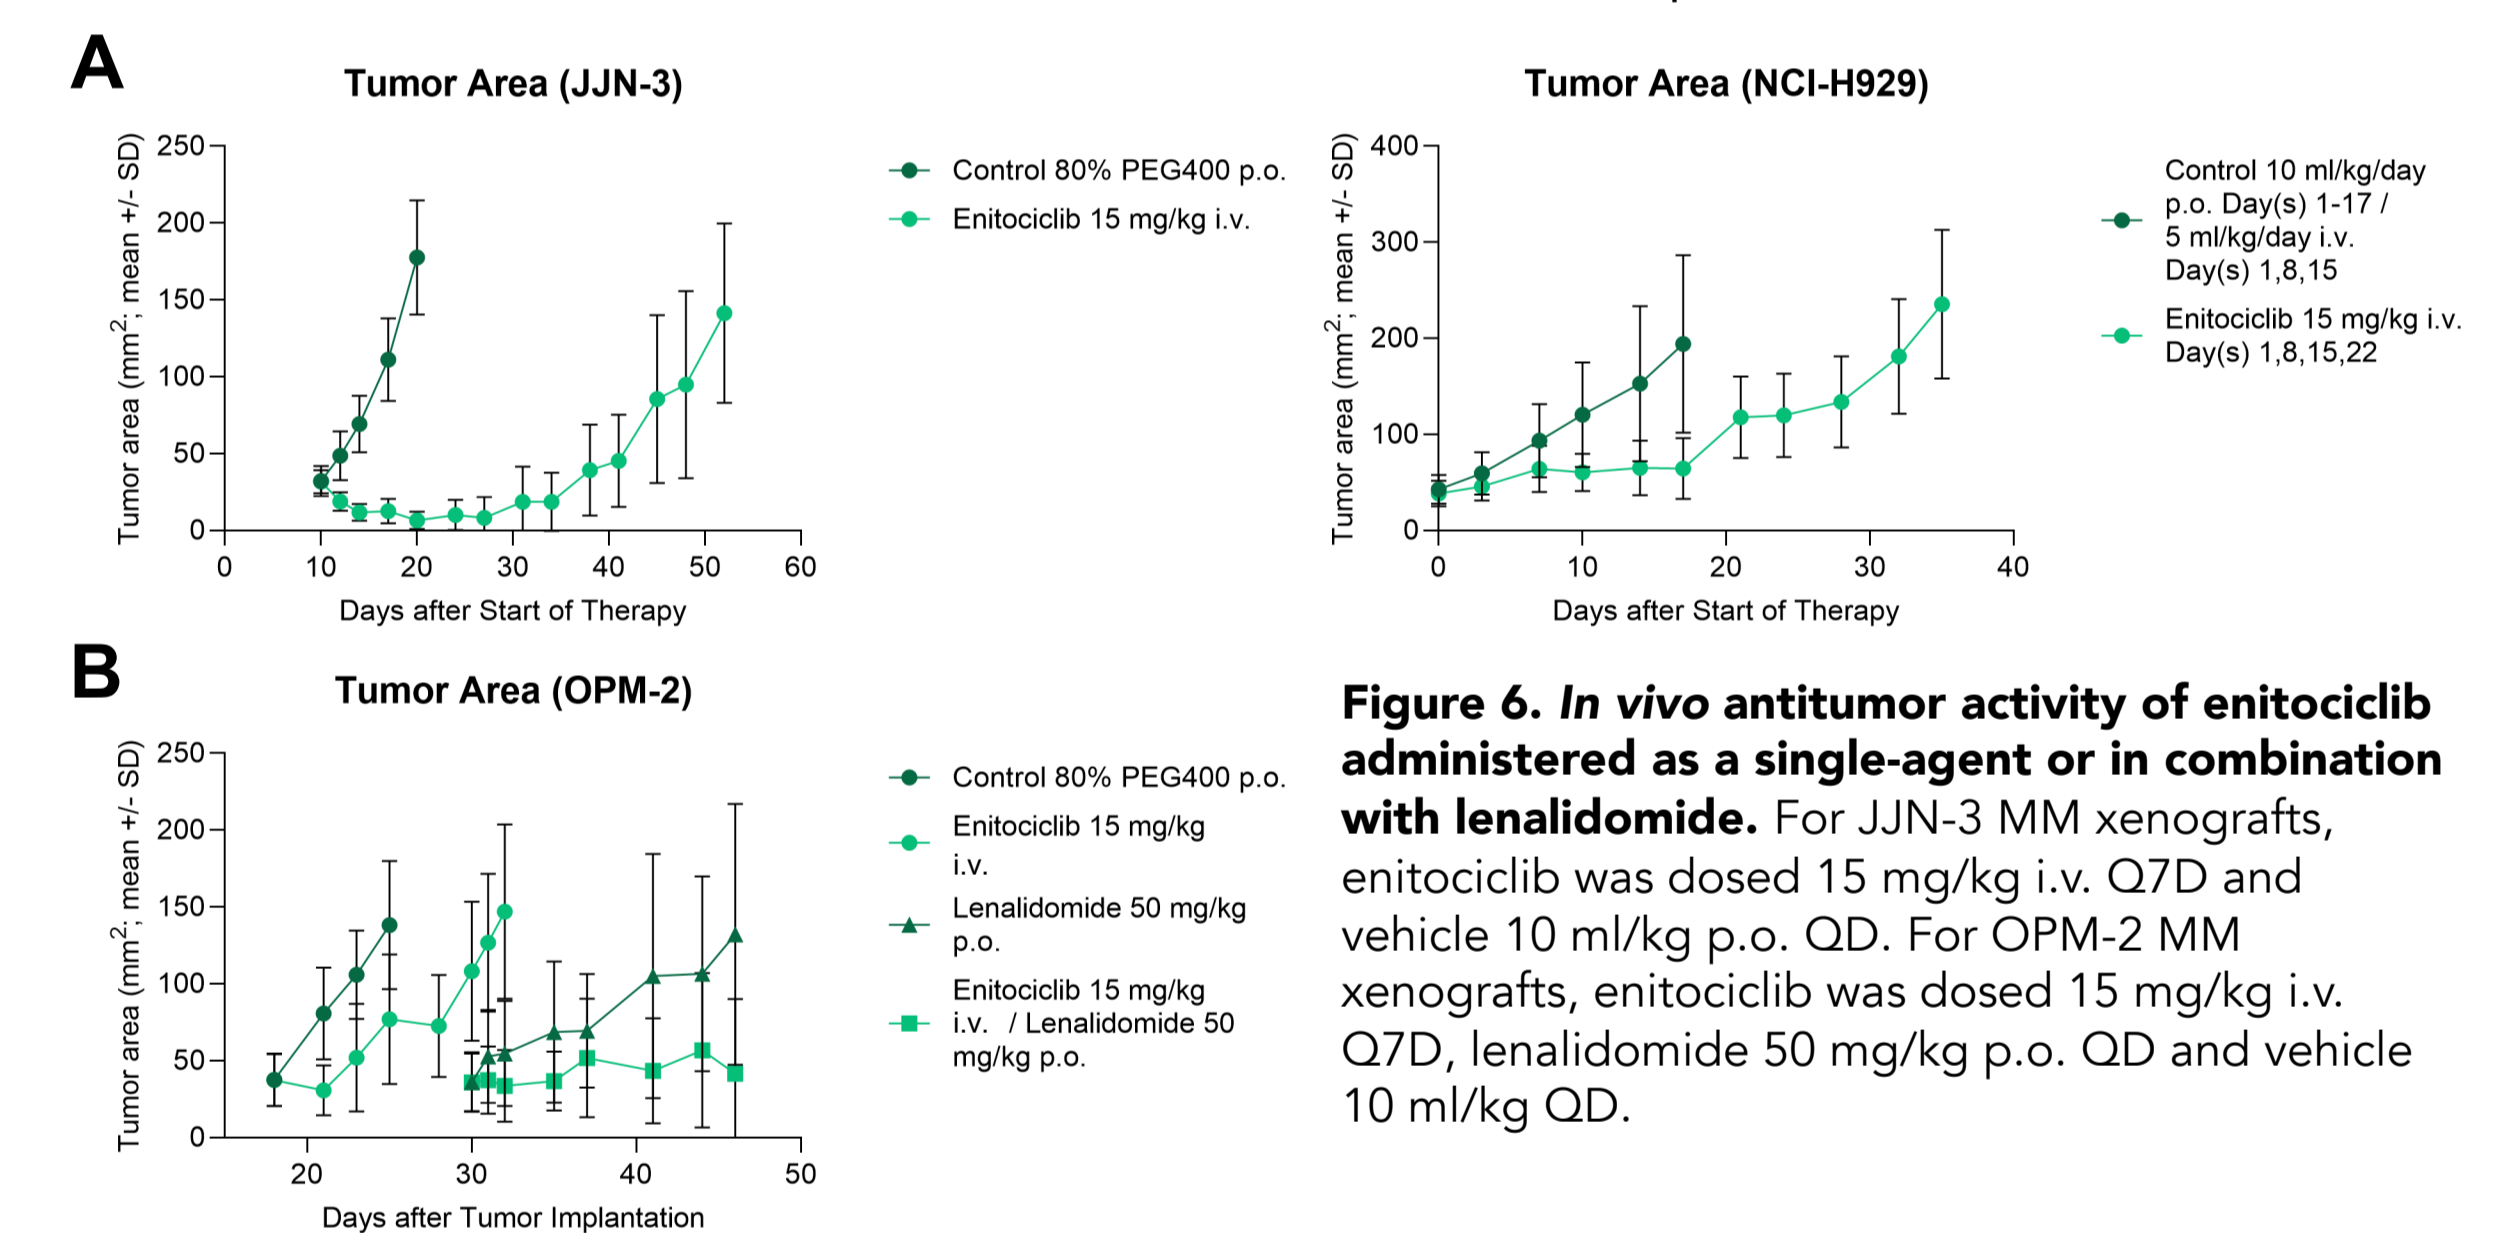 A
Tumor Area (JJN-3)
Tumor area (mm2; mean +/- SD)
250
200
150
100
50
0
0 10 20 30 40 50 60
Days after Start of Therapy
Control 80% PEG400 p.o.
Enitociclib 15 mg/kg i.v.
Tumor Area (NCI-H929)
Tumor area (mm2; mean +/- SD)
400
300
200
100
0
0 10 20 30 40
Days after Start of Therapy
Control 10 ml/kg/day
p.o. Day(s) 1-17 /
5 ml/kg/day i.v.
Day(s) 1,8,15
Enitociclib 15 mg/kg i.v.
Day(s) 1,8,15,22
B
Tumor Area (OPM-2)
Tumor area (mm2; mean +/- SD)
250
200
150
100
50
0
20 30 40 50
Days after Tumor Implantation
Control 80% PEG400 p.o.
Enitociclib 15 mg/kg
i.v.
Lenalidomide 50 mg/kg
p.o.
Enitociclib 15 mg/kg
i.v. / Lenalidomide 50
mg/kg p.o.
Figure 6. In vivo antitumor activity of enitociclib
administered as a single-agent or in combination
with lenalidomide. For JJN-3 MM xenografts,
enitociclib was dosed 15 mg/kg i.v. Q7D and
vehicle 10 ml/kg p.o. QD. For OPM-2 MM
xenografts, enitociclib was dosed 15 mg/kg i.v.
Q7D, lenalidomide 50 mg/kg p.o. QD and vehicle
10 ml/kg QD.